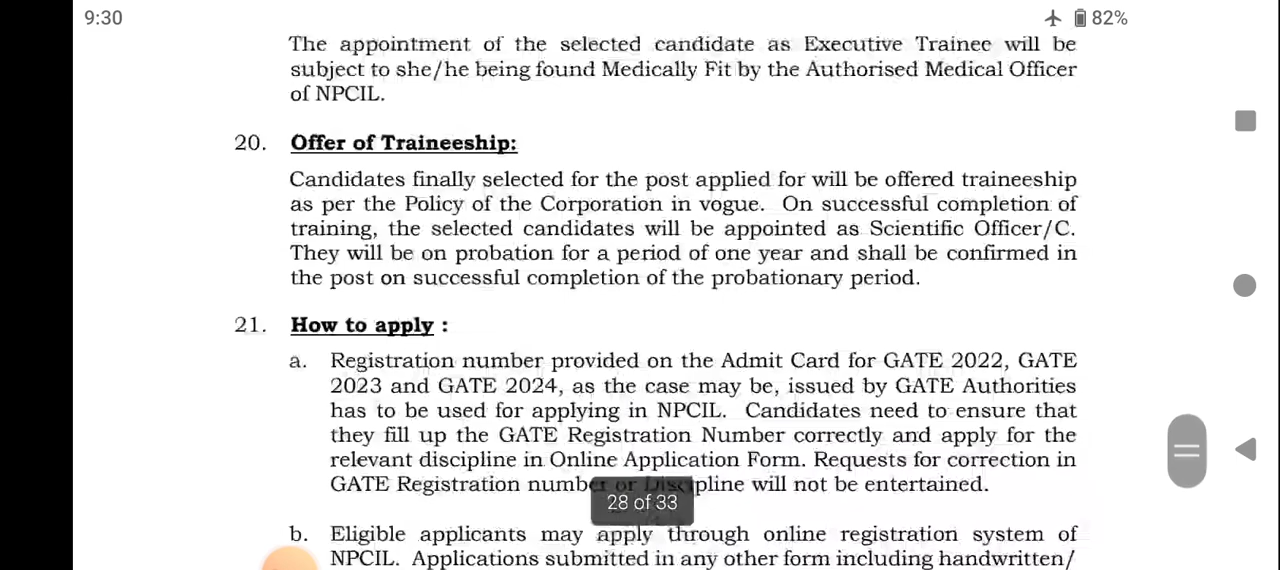 9:30
82%
The appointment of the selected candidate as Executive Trainee will be
subject to she/he being found Medically Fit by the Authorised Medical Officer
of NPCIL.
20. Offer of Traineeship:
Candidates finally selected for the post applied for will be offered traineeship
as per the Policy of the Corporation in vogue. On successful completion of
training, the selected candidates will be appointed as Scientific Officer/C.
They will be on probation for a period of one year and shall be confirmed in
the post on successful completion of the probationary period.
21. How to apply :
a. Registration number provided on the Admit Card for GATE 2022, GATE
2023 and GATE 2024, as the case may be, issued by GATE Authorities
has to be used for applying in NPCIL. Candidates need to ensure that
they fill up the GATE Registration Number correctly and apply for the
relevant discipline in Online Application Form. Requests for correction in
GATE Registration number or Discipline will not be entertained.
28 of 33
b. Eligible applicants may apply through online registration system of
NPCIL. Applications submitted in any other form including handwritten/